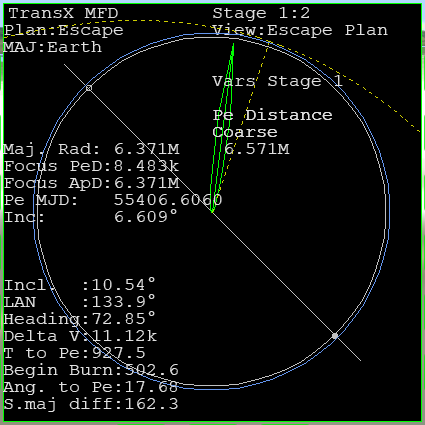 TransX MFD Stage 1:2
Plan:Escape View:Escape Plan
MAJ:Earth
Vars Stage 1
Pe Distance
Coarse
Maj. Rad: 6.371M 6.571M
Focus PeD:8.483k
Focus ApD:6.371M
Pe MJD: 55406.6060
Inc: 6.609°
Incl. :10.54°
LAN :133.9°
Heading:72.85°
Delta V:11.12k
T to Pe:927.5
Begin Burn:502.6
Ang. to Pe:17.68
S.maj diff:162.3